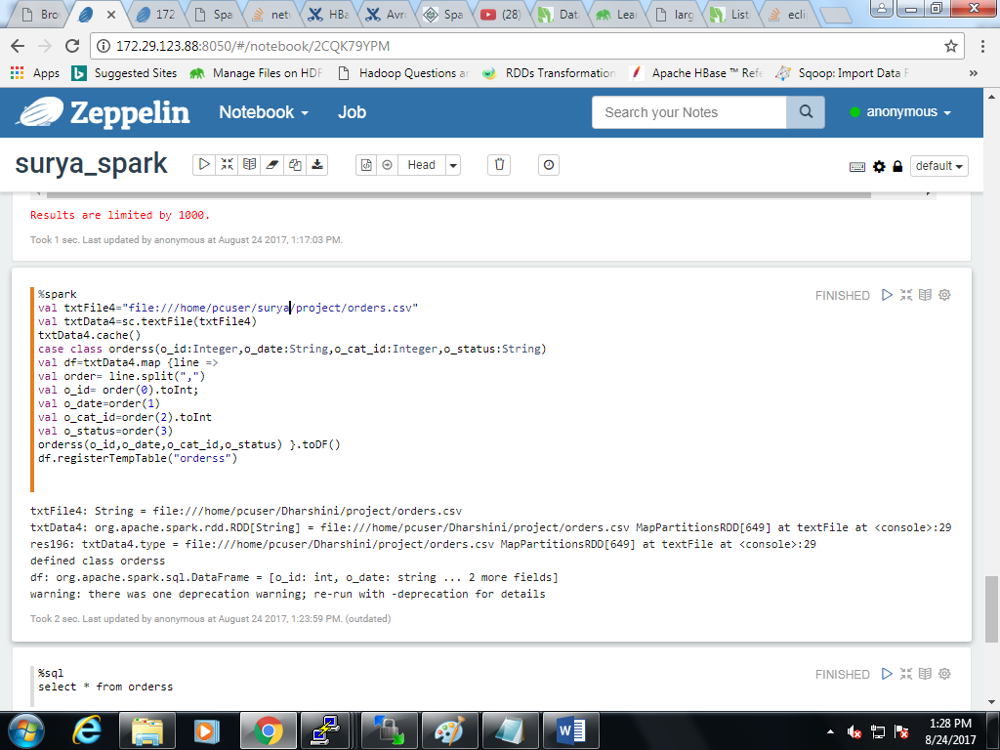 Bro
172
Spa
net
HBa
Avr
Spa
(28)
Dat
Lea
larg
List
ecli
172.29.123.88:8050/#/notebook/2CQK79YPM
Apps
Suggested Sites
Manage Files on HDF
Hadoop Questions a
RDDs Transformation
Apache HBase ™ Refe
Sqoop: Import Data F
»
Zeppelin
Notebook
Job
Search your Notes
anonymous
surya_spark
Head
default
Results are limited by 1000.
Took 1 sec. Last updated by anonymous at August 24 2017, 1:17:03 PM.
FINISHED
%spark
val txtFile4="file:///home/pcuser/surya/project/orders.csv"
val txtData4=sc.textFile(txtFile4)
txtData4.cache()
case class orderss(o_id:Integer,o_date:String,o_cat_id:Integer,o_status:String)
val df=txtData4.map {line =>
val order= line.split(",")
val o_id= order(0).toInt;
val o_date=order(1)
val o_cat_id=order(2).toInt
val o_status=order(3)
orderss(o_id,o_date,o_cat_id,o_status) }.toDF()
df.registerTempTable("orderss")
txtFile4: String = file:///home/pcuser/Dharshini/project/orders.csv
txtData4: org.apache.spark.rdd.RDD[String] = file:///home/pcuser/Dharshini/project/orders.csv MapPartitionsRDD[649] at textFile at <console>:29
res196: txtData4.type = file:///home/pcuser/Dharshini/project/orders.csv MapPartitionsRDD[649] at textFile at <console>:29
defined class orderss
df: org.apache.spark.sql.DataFrame = [o_id: int, o_date: string ... 2 more fields]
warning: there was one deprecation warning; re-run with -deprecation for details
Took 2 sec. Last updated by anonymous at August 24 2017, 1:23:59 PM. (outdated)
FINISHED
%sql
select * from orderss
1:28 PM
8/24/2017